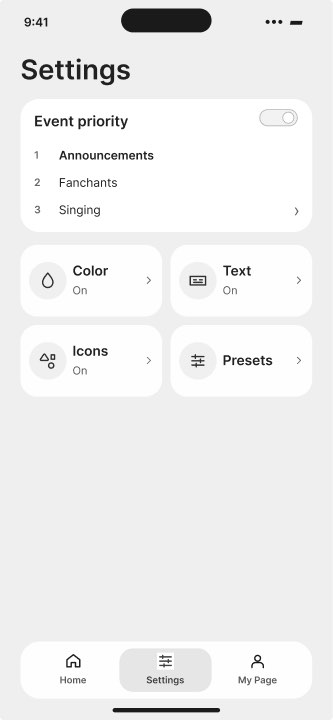 9:41
Settings
Event priority
1 Announcements
2 Fanchants
3 Singing
Color
On
Text
On
Icons
On
Presets
Home
Settings
My Page